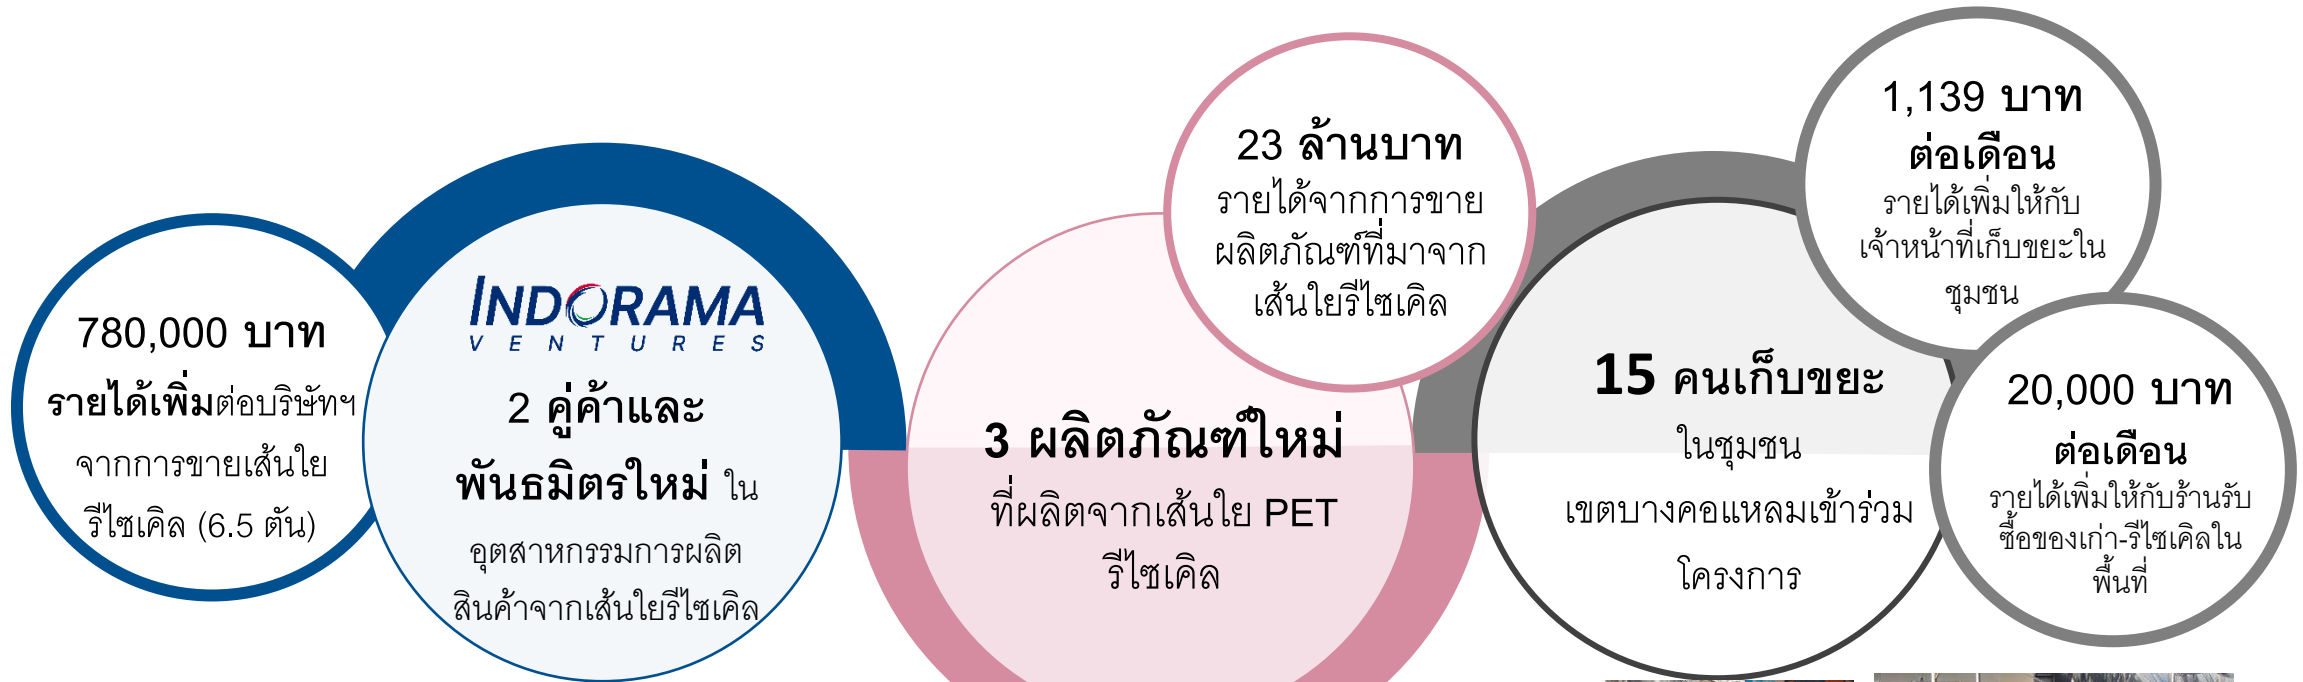 780,000 บาท
รายได้เพิ่มต่อบริษัทฯ
จากการขายเส้นใย
รีไซเคิล (6.5 ตัน)
INDORAMA
VENTURES
2 คู่ค้าและ
พันธมิตรใหม่ ใน
อุตสาหกรรมการผลิต
สินค้าจากเส้นใยรีไซเคิล
23 ล้านบาท
รายได้จากการขาย
ผลิตภัณฑ์ที่มาจาก
เส้นใยรีไซเคิล
3 ผลิตภัณฑ์ใหม่
ที่ผลิตจากเส้นใย PET
รีไซเคิล
15 คนเก็บขยะ
ในชุมชน
เขตบางคอแหลมเข้าร่วม
โครงการ
1,139 บาท
ต่อเดือน
รายได้เพิ่มให้กับ
เจ้าหน้าที่เก็บขยะใน
ชุมชน
20,000 บาท
ต่อเดือน
รายได้เพิ่มให้กับร้านรับ
ซื้อของเก่า-รีไซเคิลใน
พื้นที่